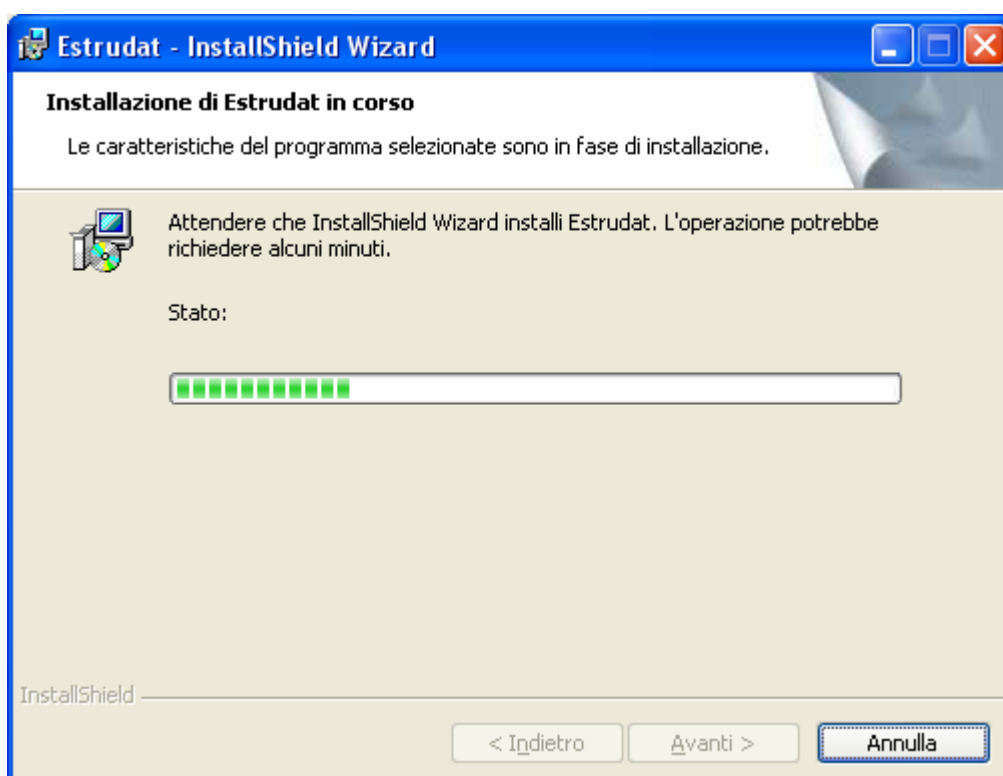 Estrudat - InstallShield Wizard
Installazione di Estrudat in corso
Le caratteristiche del programma selezionate sono in fase di installazione.
Attendere che InstallShield Wizard installi Estrudat. L'operazione potrebbe
richiedere alcuni minuti.
Stato:
InstallShield
< Indietro
Avanti >
Annulla